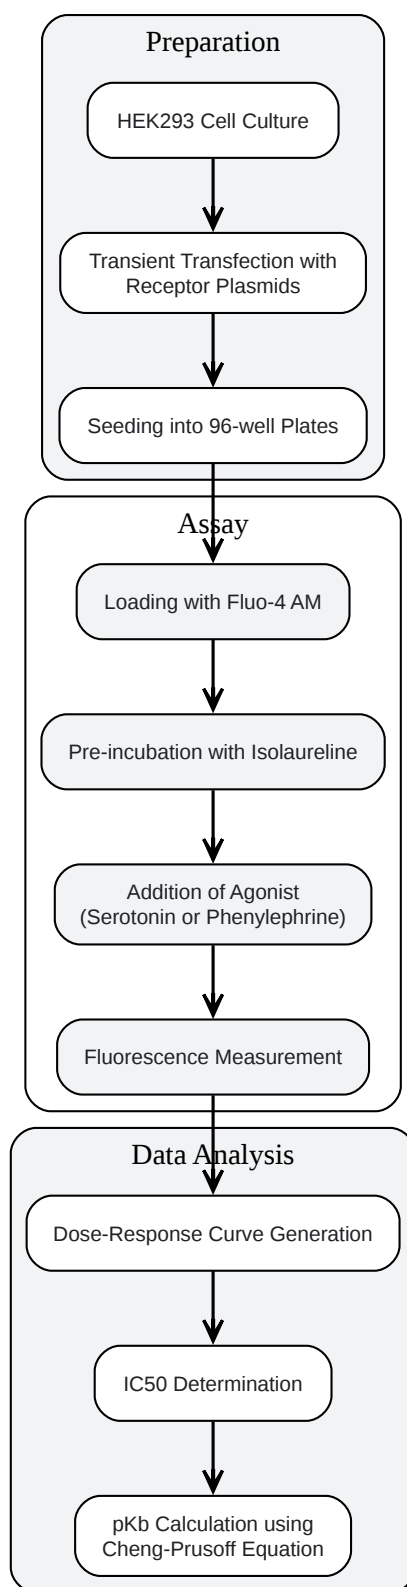 Preparation
HEK293 Cell Culture
Transient Transfection with
Receptor Plasmids
Seeding into 96-well Plates
Assay
Loading with Fluo-4 AM
Pre-incubation with Isolaureline
Addition of Agonist
(Serotonin or Phenylephrine)
Fluorescence Measurement
Data Analysis
Dose-Response Curve Generation
IC50 Determination
pKb Calculation using
Cheng-Prusoff Equation